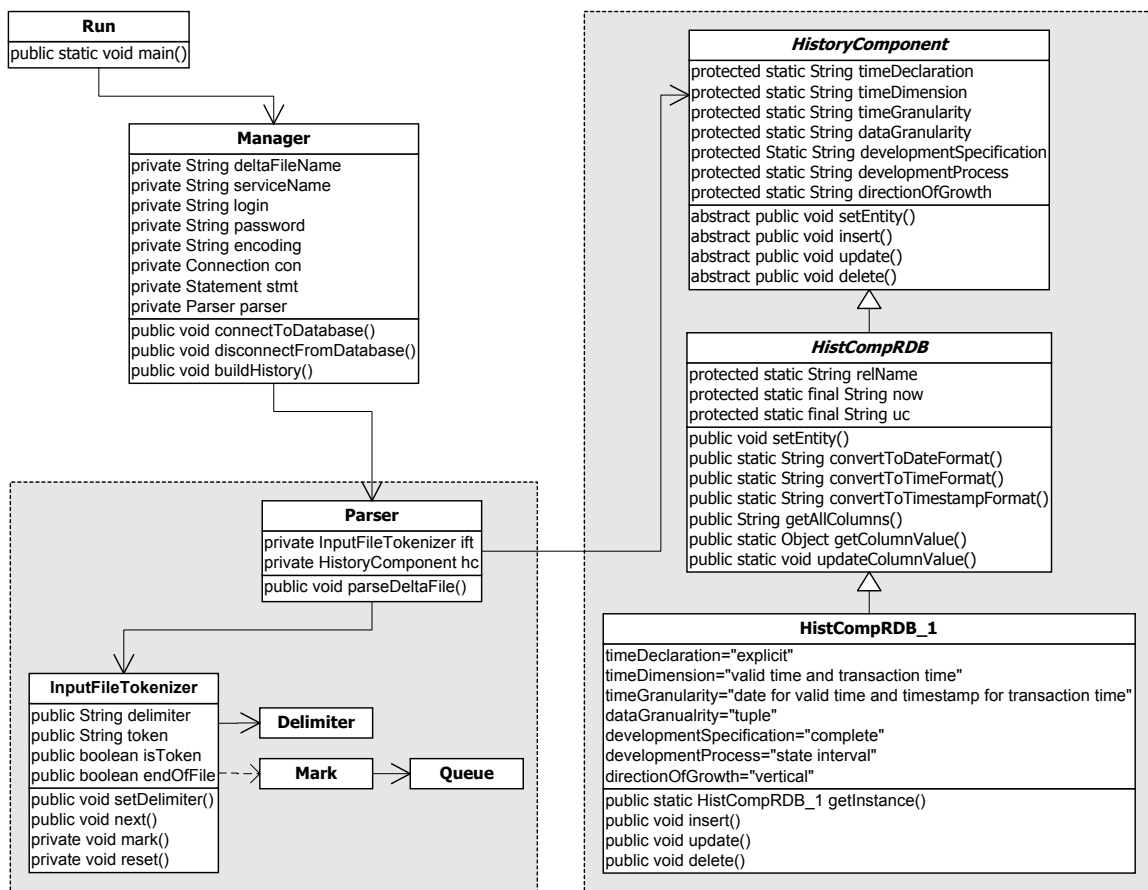 Run
public static void main()
Manager
private String deltaFileName
private String serviceName
private String login
private String password
private String encoding
private Connection con
private Statement stmt
private Parser parser
public void connectToDatabase()
public void disconnectFromDatabase()
public void buildHistory()
Parser
private InputFileTokenizer ift
private HistoryComponent hc
public void parseDeltaFile()
InputFileTokenizer
public String delimiter
public String token
public boolean isToken
public boolean endOfFile
public void setDelimiter()
public void next()
private void mark()
private void reset()
Delimiter
Mark
Queue
HistoryComponent
protected static String timeDeclaration
protected static String timeDimension
protected static String timeGranularity
protected static String dataGranularity
protected Static String developmentSpecification
protected static String developmentProcess
protected static String directionOfGrowth
abstract public void setEntity()
abstract public void insert()
abstract public void update()
abstract public void delete()
HistCompRDB
protected static String relName
protected static final String now
protected static final String uc
public void setEntity()
public static String convertToDateFormat()
public static String convertToTimeFormat()
public static String convertToTimestampFormat()
public String getAllColumns()
public static Object getColumnValue()
public static void updateColumnValue()
HistCompRDB_1
timeDeclaration="explicit"
timeDimension="valid time and transaction time"
timeGranularity="date for valid time and timestamp for transaction time"
dataGranualrity="tuple"
developmentSpecification="complete"
developmentProcess="state interval"
directionOfGrowth="vertical"
public static HistCompRDB_1 getInstance()
public void insert()
public void update()
public void delete()